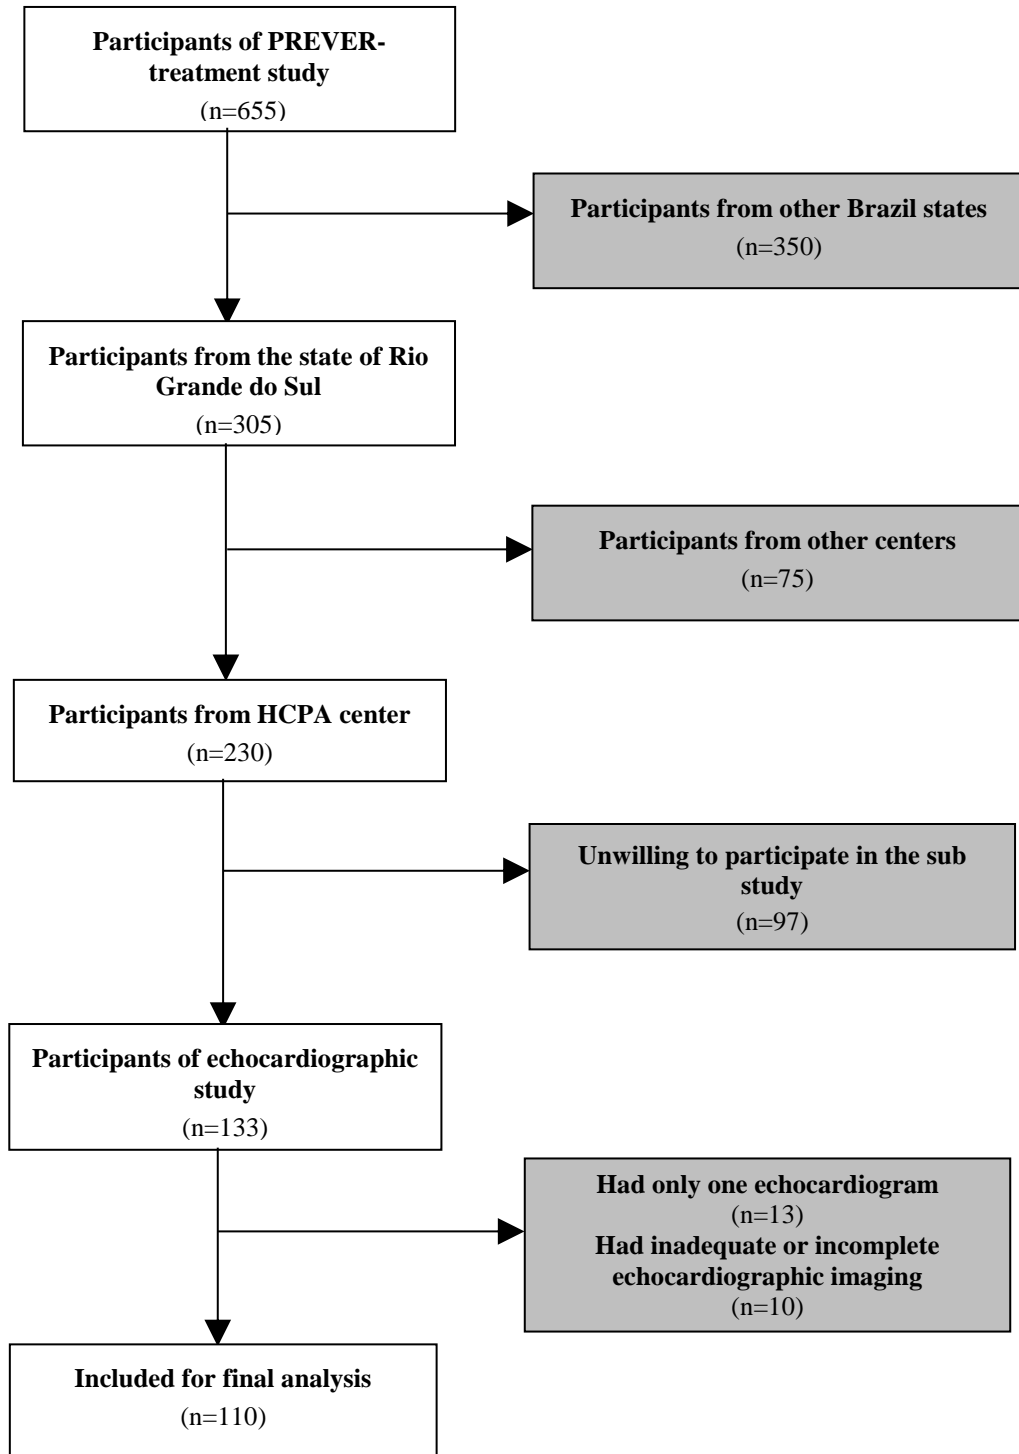 Participants of PREVER-
treatment study
(n=655)
Participants from other Brazil states
(n=350)
Participants from the state of Rio
Grande do Sul
(n=305)
Participants from other centers
(n=75)
Participants from HCPA center
(n=230)
Unwilling to participate in the sub
study
(n=97)
Participants of echocardiographic
study
(n=133)
Had only one echocardiogram
(n=13)
Had inadequate or incomplete
echocardiographic imaging
(n=10)
Included for final analysis
(n=110)